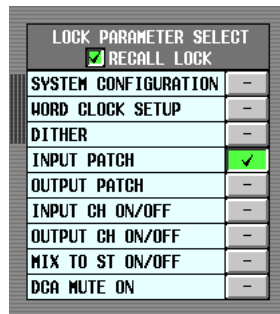 LOCK PARAMETER SELECT
RECALL LOCK
SYSTEM CONFIGURATION
WORD CLOCK SETUP
DITHER
INPUT PATCH
OUTPUT PATCH
INPUT CH ON/OFF
OUTPUT CH ON/OFF
MIX TO ST ON/OFF
DCA MUTE ON